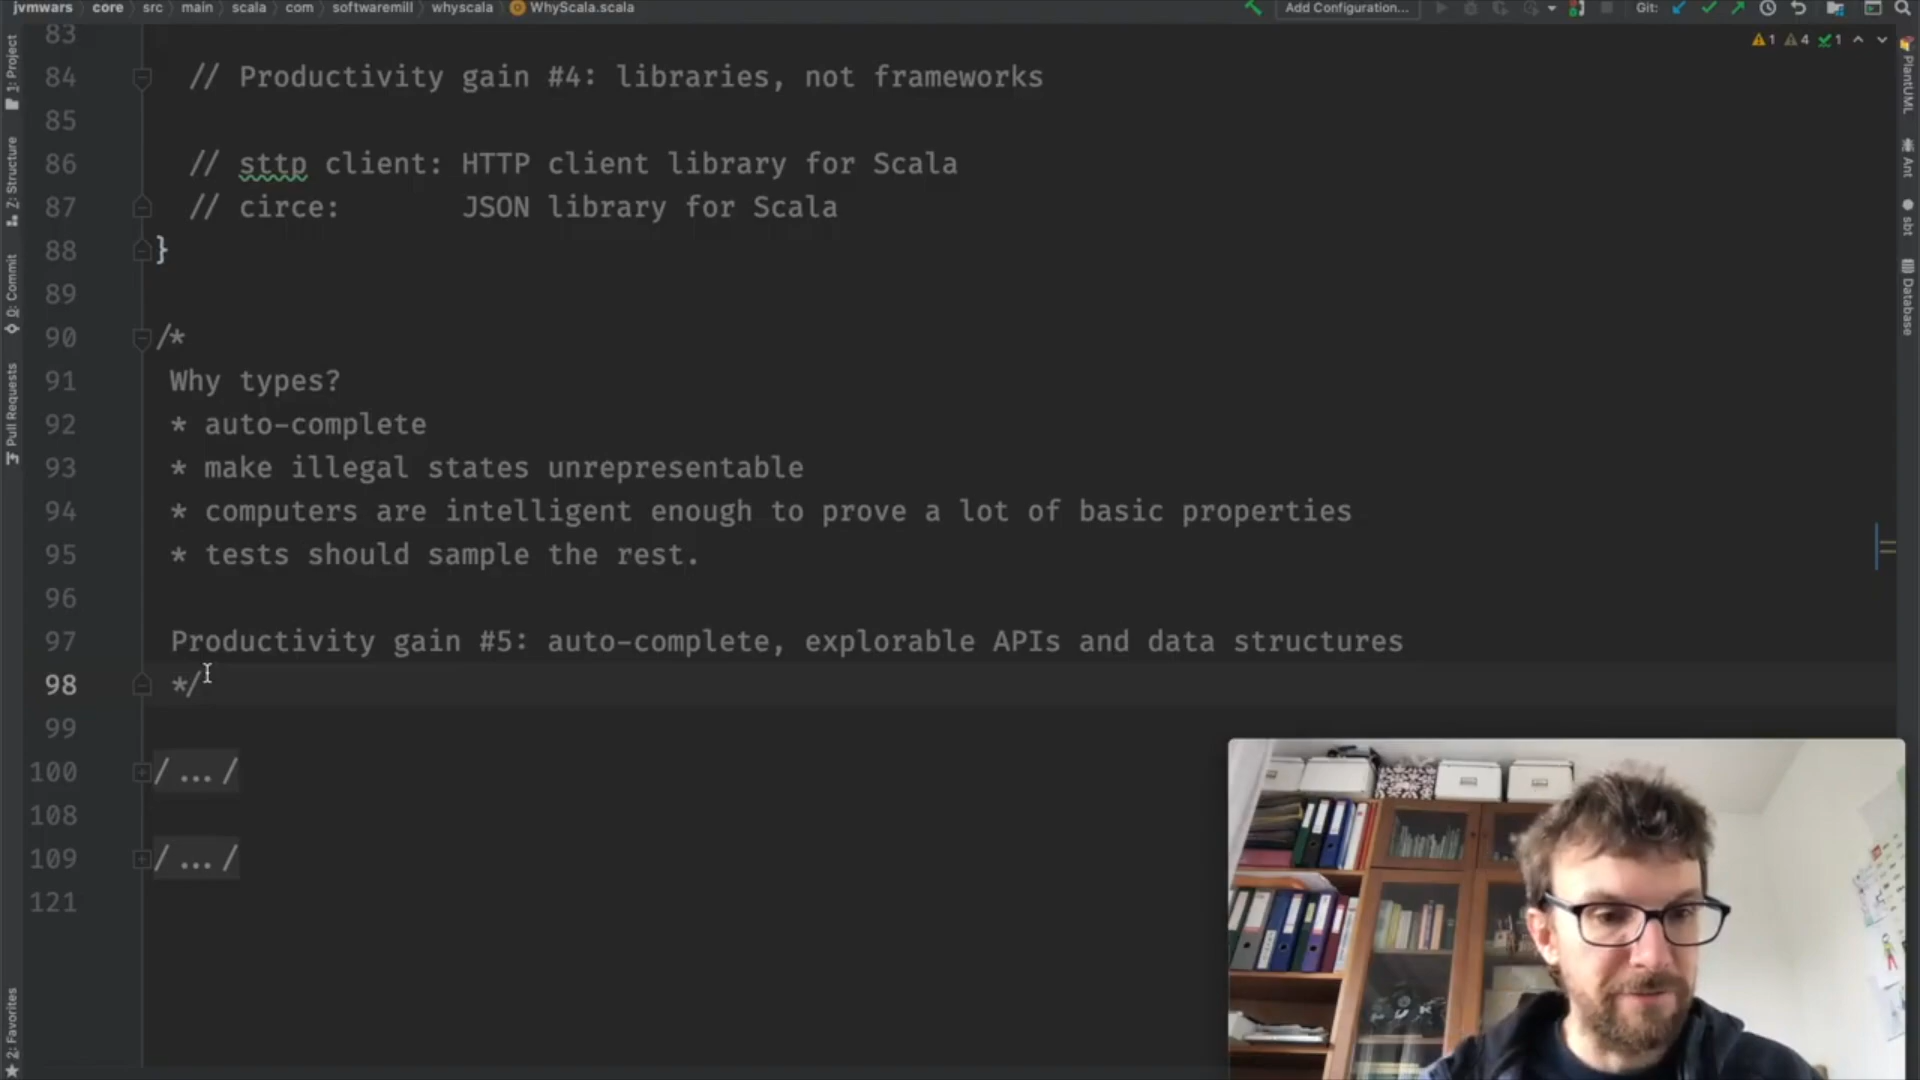 jvmwars core src main scala com softwaremill whyscala WhyScala.scala
Add Configuration...
Git:
1 4 1
1: Project
Z: Structure
0: Commit
Pull Requests
2: Favorites
PlantUML
Ant
sbt
Database
83
84 // Productivity gain #4: libraries, not frameworks
85
86 // sttp client: HTTP client library for Scala
87 // circe: JSON library for Scala
88 }
89
90 /*
91 Why types?
92 * auto-complete
93 * make illegal states unrepresentable
94 * computers are intelligent enough to prove a lot of basic properties
95 * tests should sample the rest.
96
97 Productivity gain #5: auto-complete, explorable APIs and data structures
98 */
99
100 /.../
108
109 /.../
121